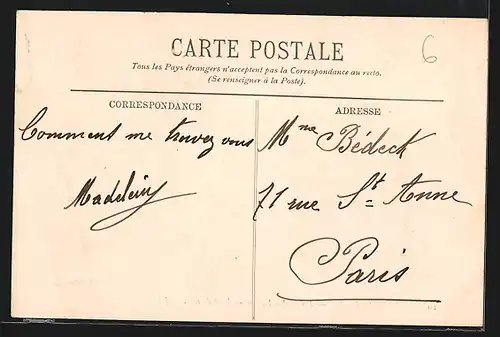 6
CARTE POSTALE
Tous les Pays étrangers n'acceptent pas la Correspondance au recto.
(Se renseigner à la Poste).
CORRESPONDANCE
Comment me trouvez vous
Madeleine
ADRESSE
Mme Bédeck
71 rue St Anne
Paris